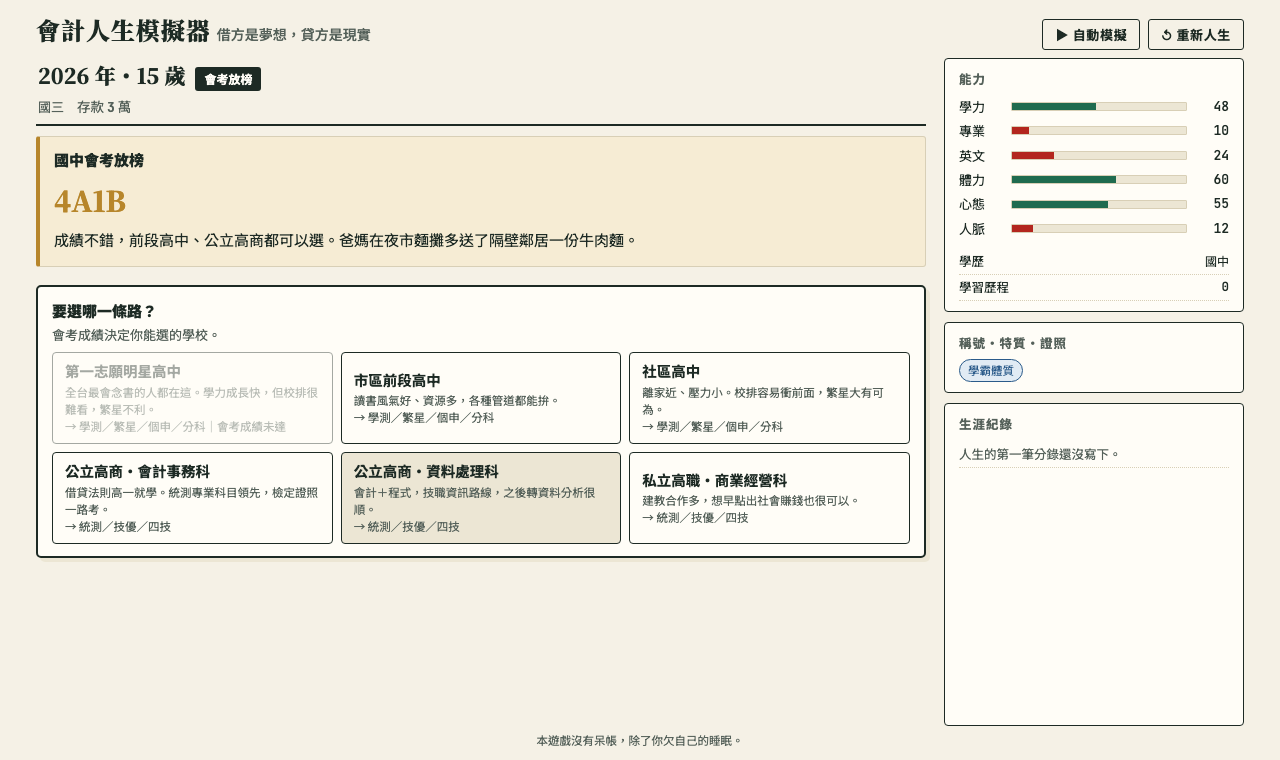 會計人生模擬器 借方是夢想，貸方是現實
▶ 自動模擬
↺ 重新人生
2026 年・15 歲 會考放榜
國三 存款 3 萬
國中會考放榜
4A1B
成績不錯，前段高中、公立高商都可以選。爸媽在夜市麵攤多送了隔壁鄰居一份牛肉麵。
要選哪一條路？
會考成績決定你能選的學校。
第一志願明星高中
全台最會念書的人都在這。學力成長快，但校排很
難看，繁星不利。
→ 學測／繁星／個申／分科｜會考成績未達
市區前段高中
讀書風氣好、資源多，各種管道都能拚。
→ 學測／繁星／個申／分科
社區高中
離家近、壓力小。校排容易衝前面，繁星大有可
為。
→ 學測／繁星／個申／分科
公立高商・會計事務科
借貸法則高一就學。統測專業科目領先，檢定證照
一路考。
→ 統測／技優／四技
公立高商・資料處理科
會計＋程式，技職資訊路線，之後轉資料分析很
順。
→ 統測／技優／四技
私立高職・商業經營科
建教合作多，想早點出社會賺錢也很可以。
→ 統測／技優／四技
能力
學力 48
專業 10
英文 24
體力 60
心態 55
人脈 12
學歷 國中
學習歷程 0
稱號・特質・證照
學霸體質
生涯紀錄
人生的第一筆分錄還沒寫下。
本遊戲沒有呆帳，除了你欠自己的睡眠。